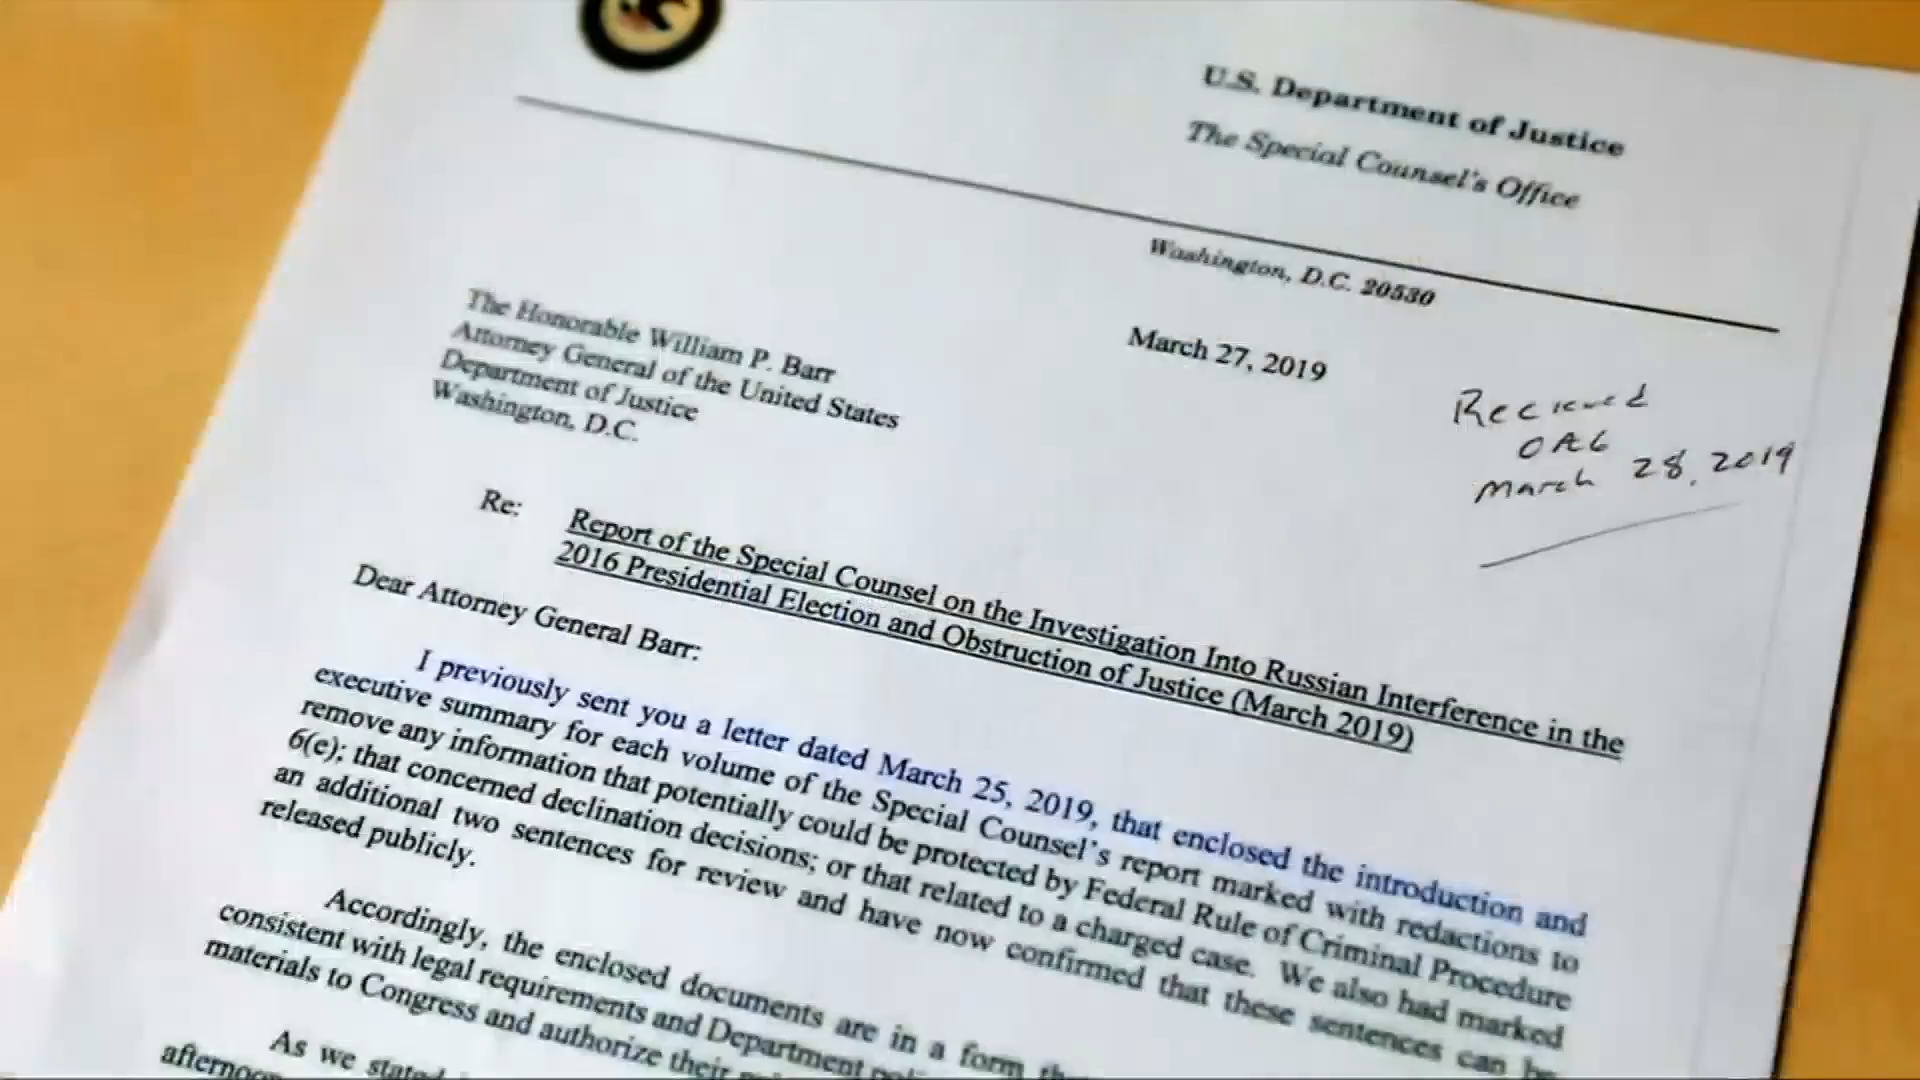 U.S. Department of Justice
The Special Counsel's Office
Washington, D.C. 20530
March 27, 2019
The Honorable William P. Barr
Attorney General of the United States
Department of Justice
Washington, D.C.
Recieved
OAG
March 28, 2019
Re: Report of the Special Counsel on the Investigation Into Russian Interference in the
2016 Presidential Election and Obstruction of Justice (March 2019)
Dear Attorney General Barr:
I previously sent you a letter dated March 25, 2019, that enclosed the introduction and
executive summary for each volume of the Special Counsel's report marked with redactions to
remove any information that potentially could be protected by Federal Rule of Criminal Procedure
6(e); that concerned declination decisions; or that related to a charged case. We also had marked
an additional two sentences for review and have now confirmed that these sentences can be
released publicly.
Accordingly, the enclosed documents are in a form
consistent with legal requirements and Department
materials to Congress and authorize their
As we stated